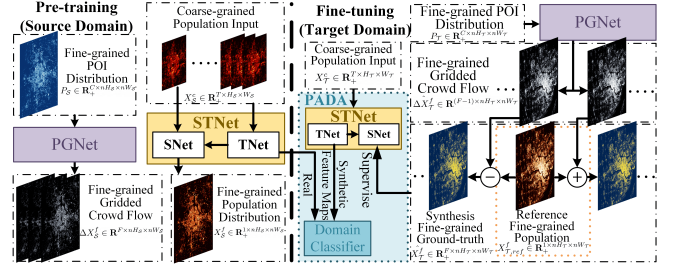 Pre-training
(Source Domain)
Fine-grained
POI
Distribution
P_S ∈ R_+^{C×nH_S×nW_S}
PGNet
Fine-grained
Gridded
Crowd Flow
ΔX_S^f ∈ R^{F×nH_S×nW_S}
Coarse-grained
Population Input
X_S^c ∈ R_+^{T×H_S×W_S}
STNet
SNet
TNet
Fine-grained
Population
Distribution
X_S^f ∈ R_+^{1×nH_S×nW_S}
Fine-tuning
(Target Domain)
Coarse-grained
Population Input
X_T^c ∈ R_+^{T×H_T×W_T}
PADA
STNet
TNet
SNet
Real
Feature Maps
Synthetic
Supervise
Domain
Classifier
Fine-grained POI
Distribution
P_T ∈ R_+^{C×nH_T×nW_T}
PGNet
Fine-grained
Gridded
Crowd Flow
ΔX_T^f ∈ R^{(F−1)×nH_T×nW_T}
Synthesis
Fine-grained
Ground-truth
X_T^f ∈ R_+^{F×nH_T×nW_T}
Reference
Fine-grained
Population
X_{T,ref}^f ∈ R_+^{1×nH_T×nW_T}